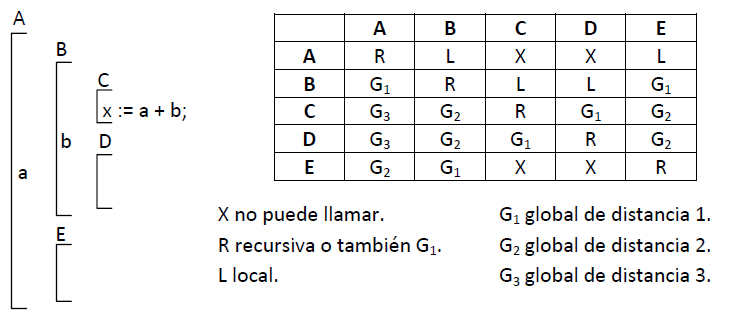 A
B
C
x := a + b;
b
D
a
E
A B C D E
A R L X X L
B G₁ R L L G₁
C G₃ G₂ R G₁ G₂
D G₃ G₂ G₁ R G₂
E G₂ G₁ X X R
X no puede llamar.
R recursiva o también G₁.
L local.
G₁ global de distancia 1.
G₂ global de distancia 2.
G₃ global de distancia 3.